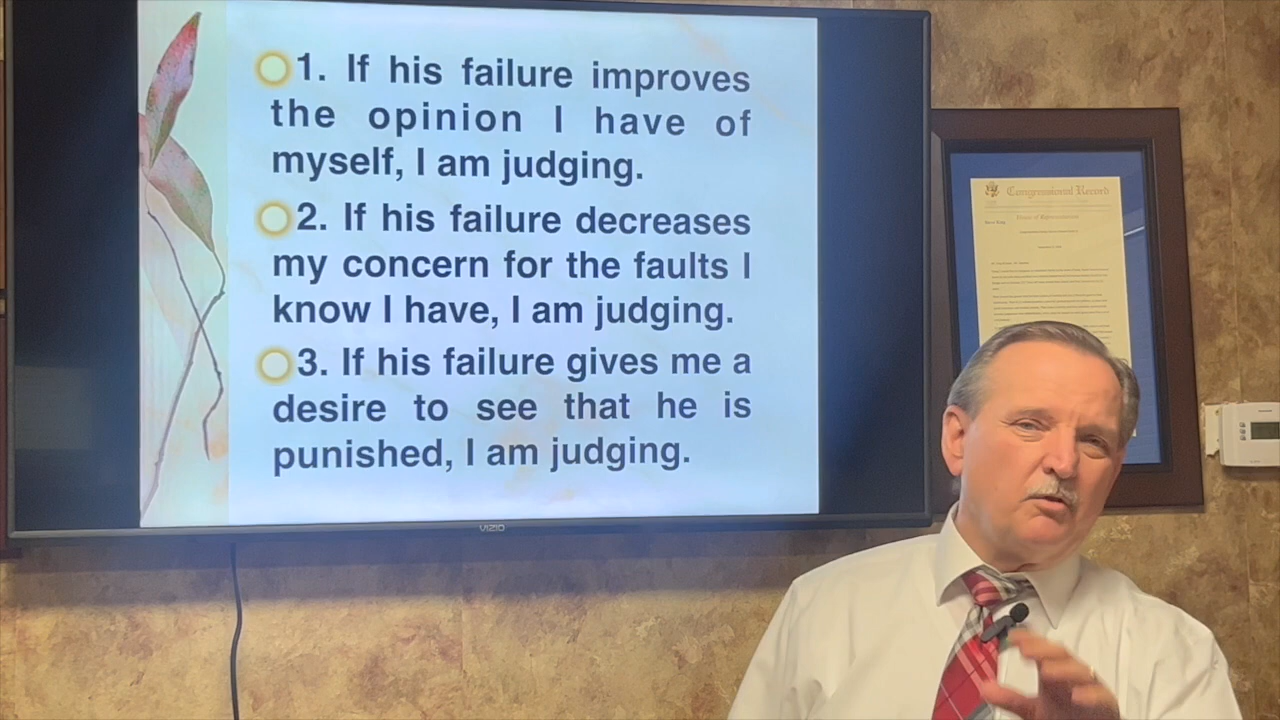 1. If his failure improves
the opinion I have of
myself, I am judging.
2. If his failure decreases
my concern for the faults I
know I have, I am judging.
3. If his failure gives me a
desire to see that he is
punished, I am judging.
VIZIO
Congressional Record